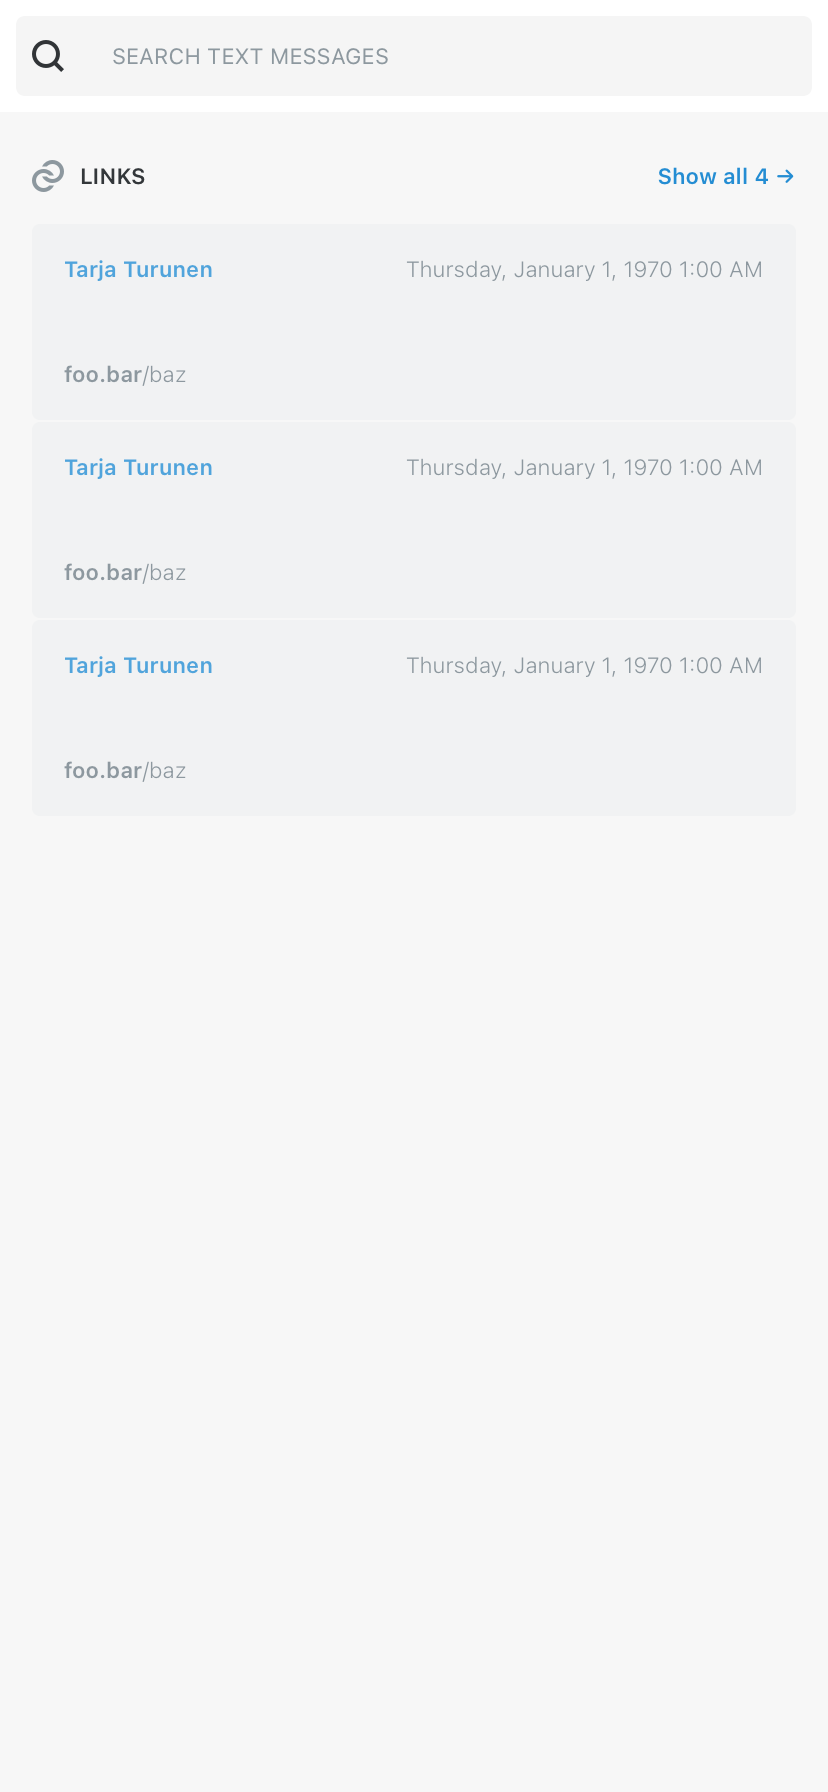 SEARCH TEXT MESSAGES
LINKS Show all 4 →
Tarja Turunen Thursday, January 1, 1970 1:00 AM
foo.bar/baz
Tarja Turunen Thursday, January 1, 1970 1:00 AM
foo.bar/baz
Tarja Turunen Thursday, January 1, 1970 1:00 AM
foo.bar/baz